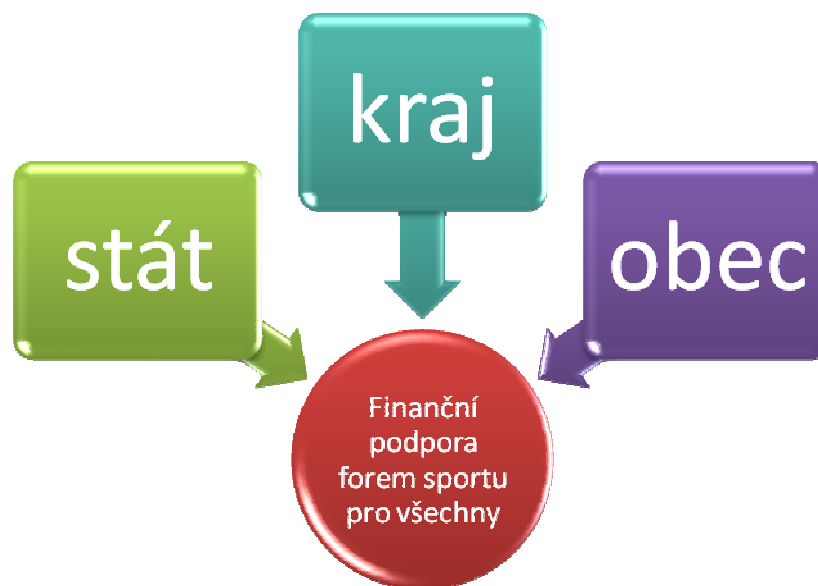 kraj
stát
obec
Finanční
podpora
forem sportu
pro všechny